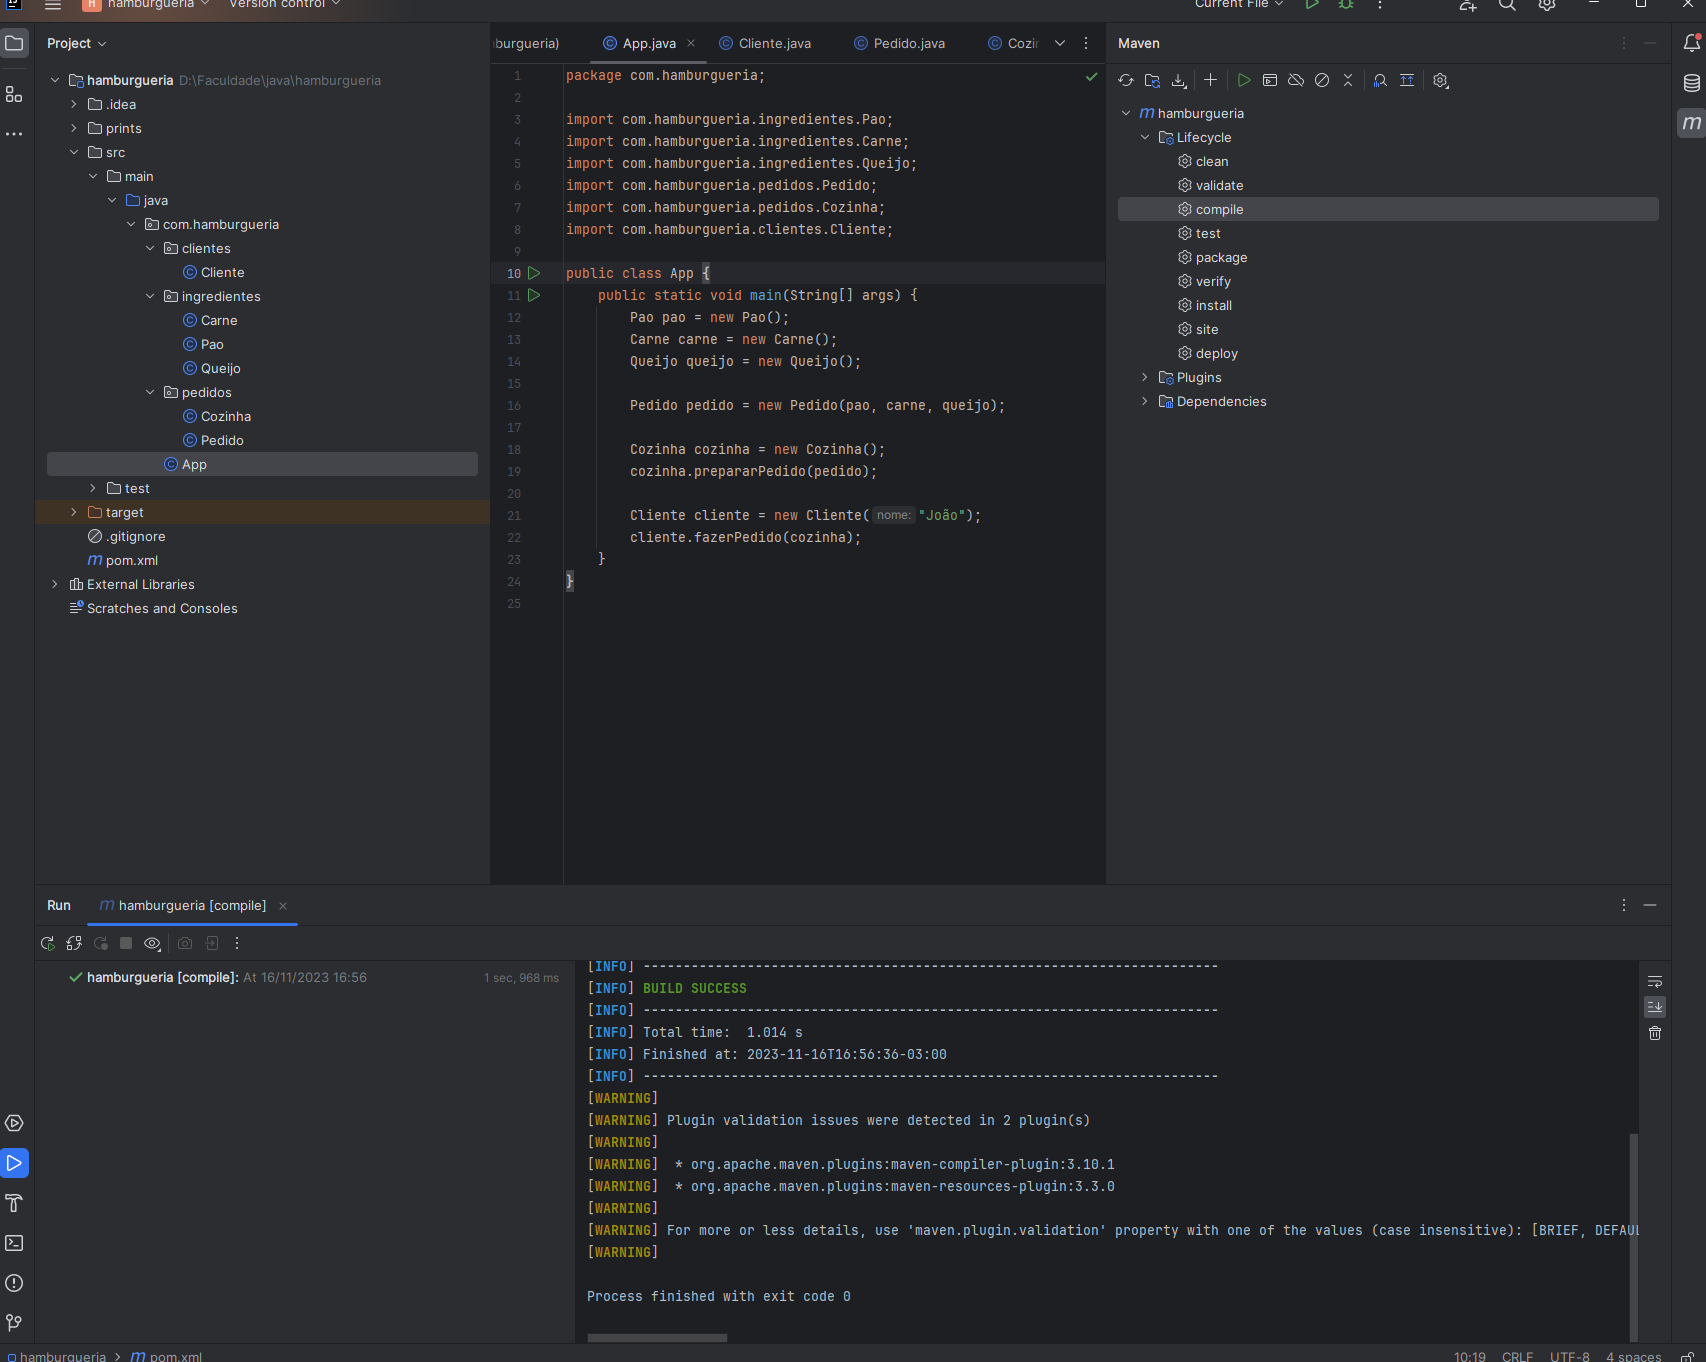 H hamburgueria Version control Current File
Project
hamburgueria D:\Faculdade\java\hamburgueria
.idea
prints
src
main
java
com.hamburgueria
clientes
Cliente
ingredientes
Carne
Pao
Queijo
pedidos
Cozinha
Pedido
App
test
target
.gitignore
pom.xml
External Libraries
Scratches and Consoles
burgueria) App.java Cliente.java Pedido.java
1 package com.hamburgueria;
2
3 import com.hamburgueria.ingredientes.Pao;
4 import com.hamburgueria.ingredientes.Carne;
5 import com.hamburgueria.ingredientes.Queijo;
6 import com.hamburgueria.pedidos.Pedido;
7 import com.hamburgueria.pedidos.Cozinha;
8 import com.hamburgueria.clientes.Cliente;
9
10 public class App {
11 public static void main(String[] args) {
12 Pao pao = new Pao();
13 Carne carne = new Carne();
14 Queijo queijo = new Queijo();
15
16 Pedido pedido = new Pedido(pao, carne, queijo);
17
18 Cozinha cozinha = new Cozinha();
19 cozinha.prepararPedido(pedido);
20
21 Cliente cliente = new Cliente( nome: "João");
22 cliente.fazerPedido(cozinha);
23 }
24 }
25
Maven
hamburgueria
Lifecycle
clean
validate
compile
test
package
verify
install
site
deploy
Plugins
Dependencies
Run hamburgueria [compile]
hamburgueria [compile]: At 16/11/2023 16:56 1 sec, 968 ms
[INFO] ------------------------------------------------------------------------
[INFO] BUILD SUCCESS
[INFO] ------------------------------------------------------------------------
[INFO] Total time:  1.014 s
[INFO] Finished at: 2023-11-16T16:56:36-03:00
[INFO] ------------------------------------------------------------------------
[WARNING]
[WARNING] Plugin validation issues were detected in 2 plugin(s)
[WARNING]
[WARNING]  * org.apache.maven.plugins:maven-compiler-plugin:3.10.1
[WARNING]  * org.apache.maven.plugins:maven-resources-plugin:3.3.0
[WARNING]
[WARNING] For more or less details, use 'maven.plugin.validation' property with one of the values (case insensitive): [BRIEF, DEFAUL
[WARNING]
Process finished with exit code 0
hamburgueria pom.xml
10:19 CRLF UTF-8 4 spaces